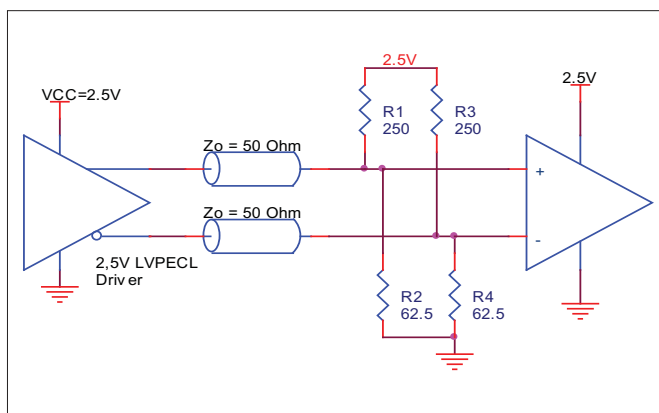 2.5V
2.5V
VCC=2.5V
R1
250
R3
250
Zo = 50 Ohm
+
Zo = 50 Ohm
-
2,5V LVPECL
Driver
R2
62.5
R4
62.5